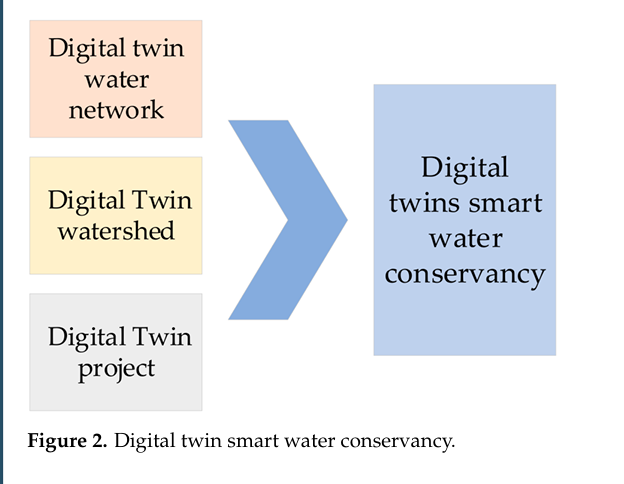 Digital twin
water
network
Digital Twin
watershed
Digital Twin
project
Digital
twins smart
water
conservancy
Figure 2. Digital twin smart water conservancy.